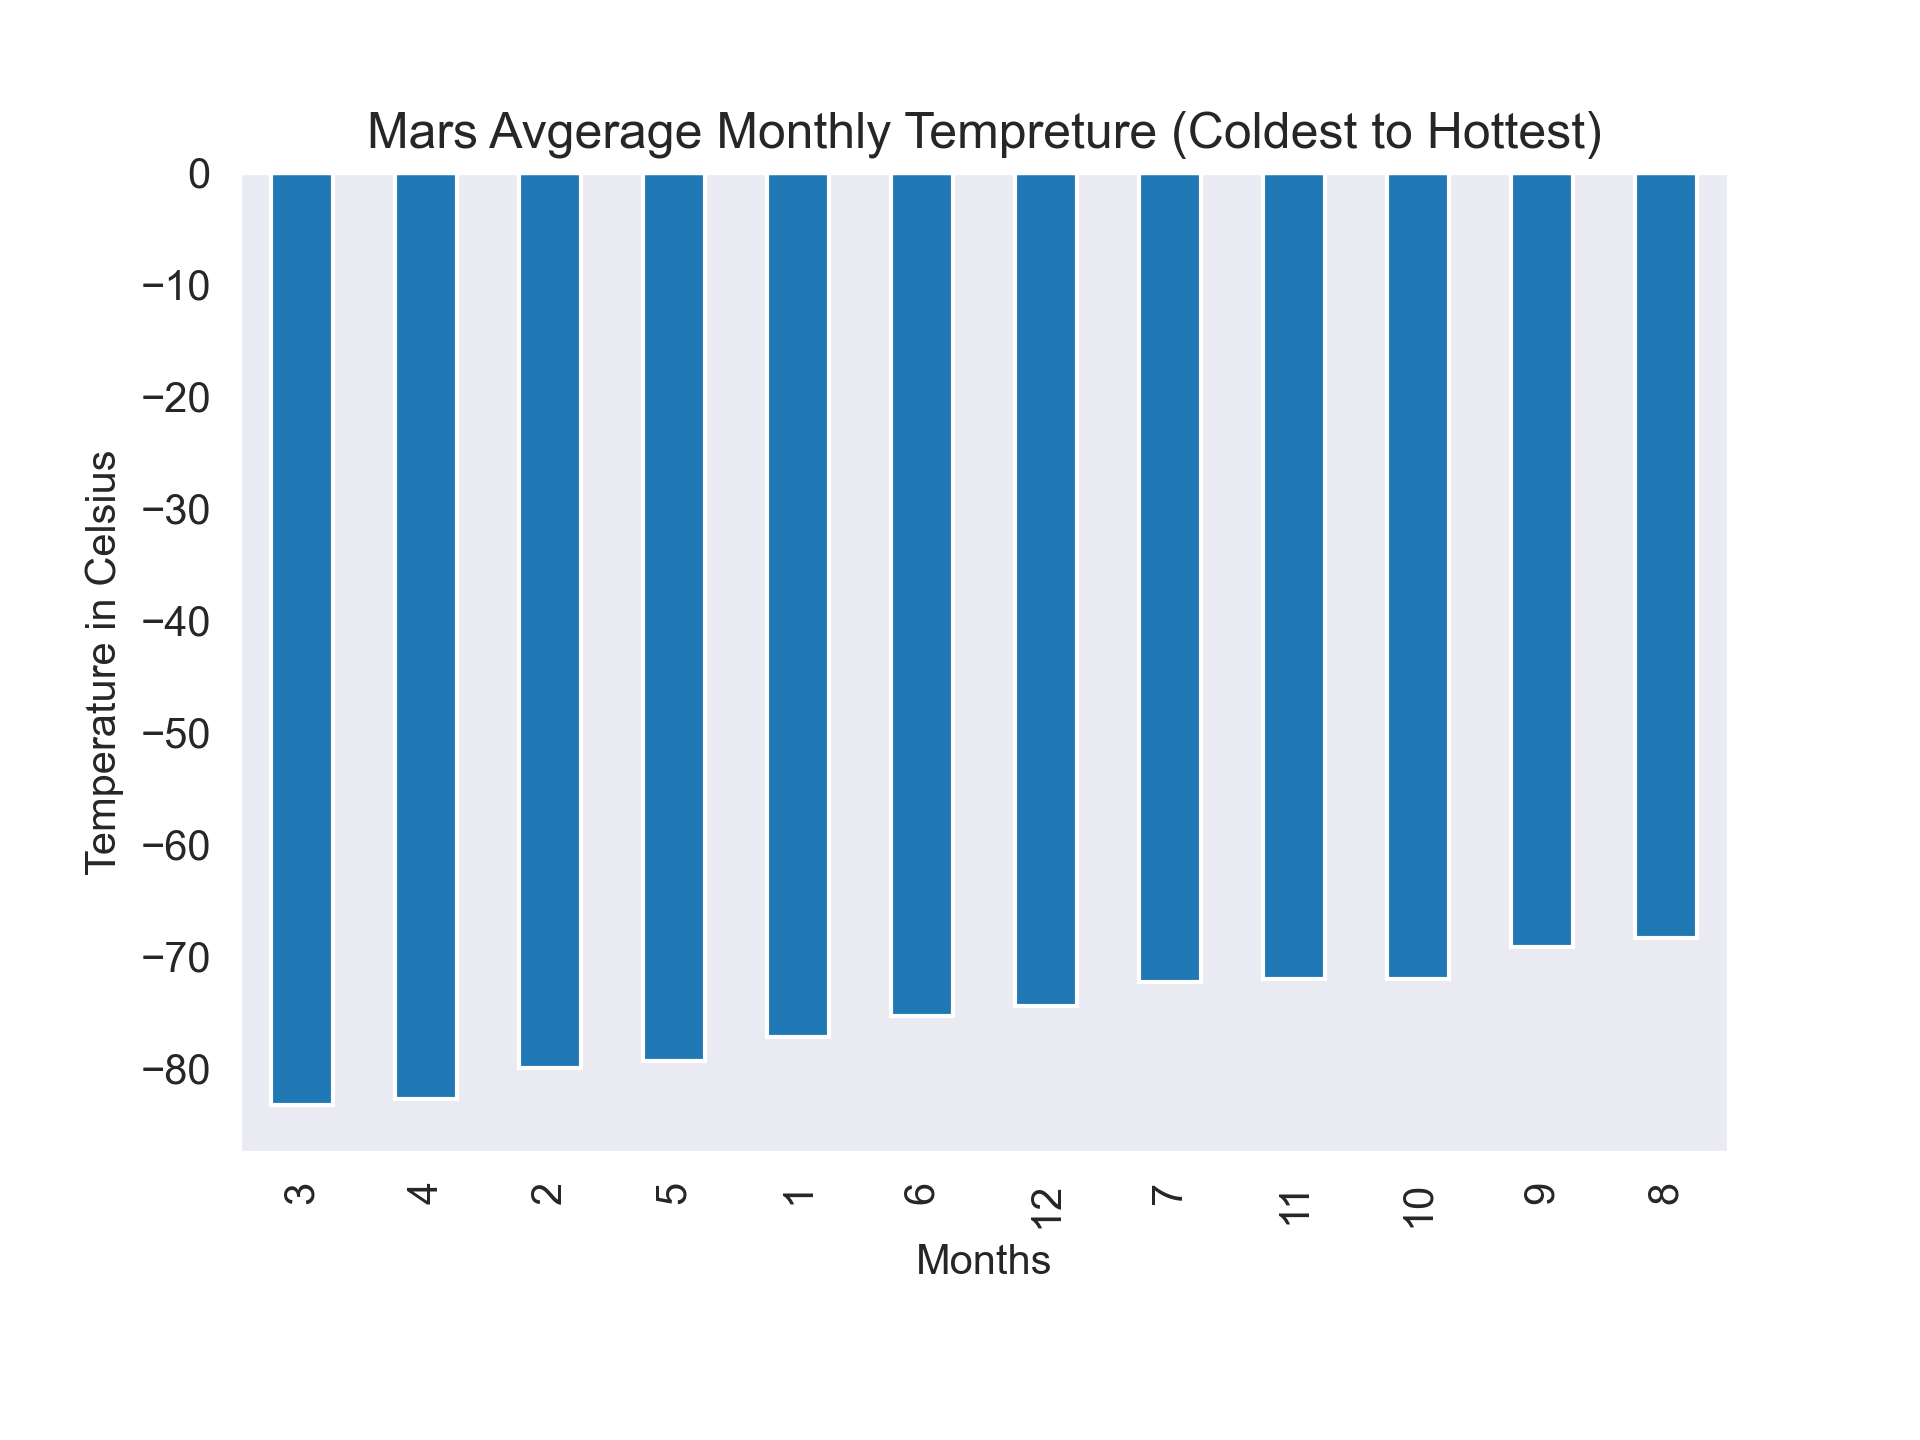 Mars Avgerage Monthly Tempreture (Coldest to Hottest)
0
−10
−20
−30
−40
−50
−60
−70
−80
Temperature in Celsius
3 4 2 5 1 6 12 7 11 10 9 8
Months